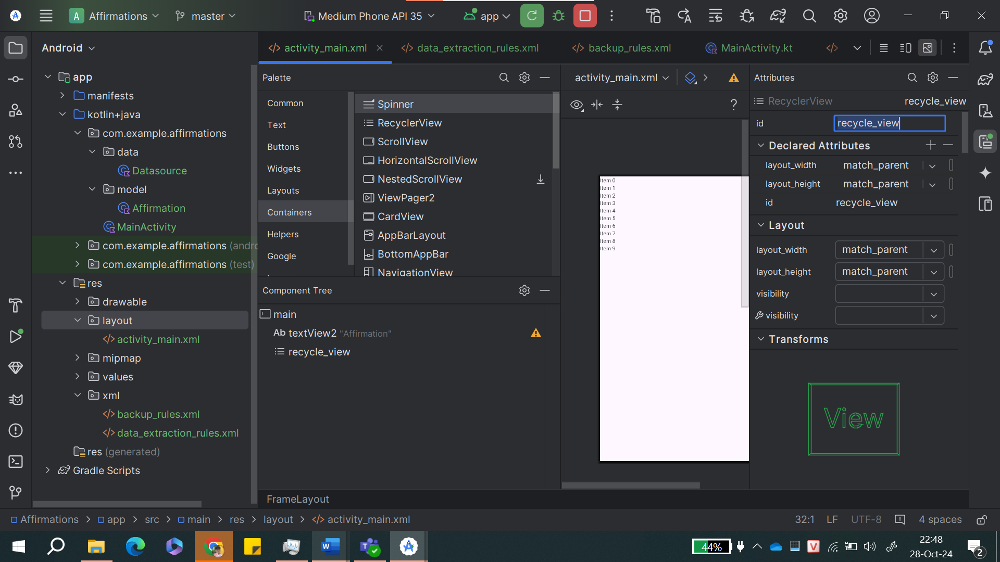 A Affirmations master Medium Phone API 35 app
Android
app
manifests
kotlin+java
com.example.affirmations
data
Datasource
model
Affirmation
MainActivity
com.example.affirmations (andro
com.example.affirmations (test)
res
drawable
layout
activity_main.xml
mipmap
values
xml
backup_rules.xml
data_extraction_rules.xml
res (generated)
Gradle Scripts
activity_main.xml data_extraction_rules.xml backup_rules.xml MainActivity.kt
Palette
Common
Text
Buttons
Widgets
Layouts
Containers
Helpers
Google
Spinner
RecyclerView
ScrollView
HorizontalScrollView
NestedScrollView
ViewPager2
CardView
AppBarLayout
BottomAppBar
NavigationView
Component Tree
main
Ab textView2 "Affirmation"
recycle_view
activity_main.xml
?
Item 0
Item 1
Item 2
Item 3
Item 4
Item 5
Item 6
Item 7
Item 8
Item 9
Attributes
RecyclerView recycle_view
id recycle_view
Declared Attributes
layout_width match_parent
layout_height match_parent
id recycle_view
Layout
layout_width match_parent
layout_height match_parent
visibility
visibility
Transforms
View
FrameLayout
Affirmations > app > src > main > res > layout > activity_main.xml 32:1 LF UTF-8 4 spaces
44% 22:48
28-Oct-24
2